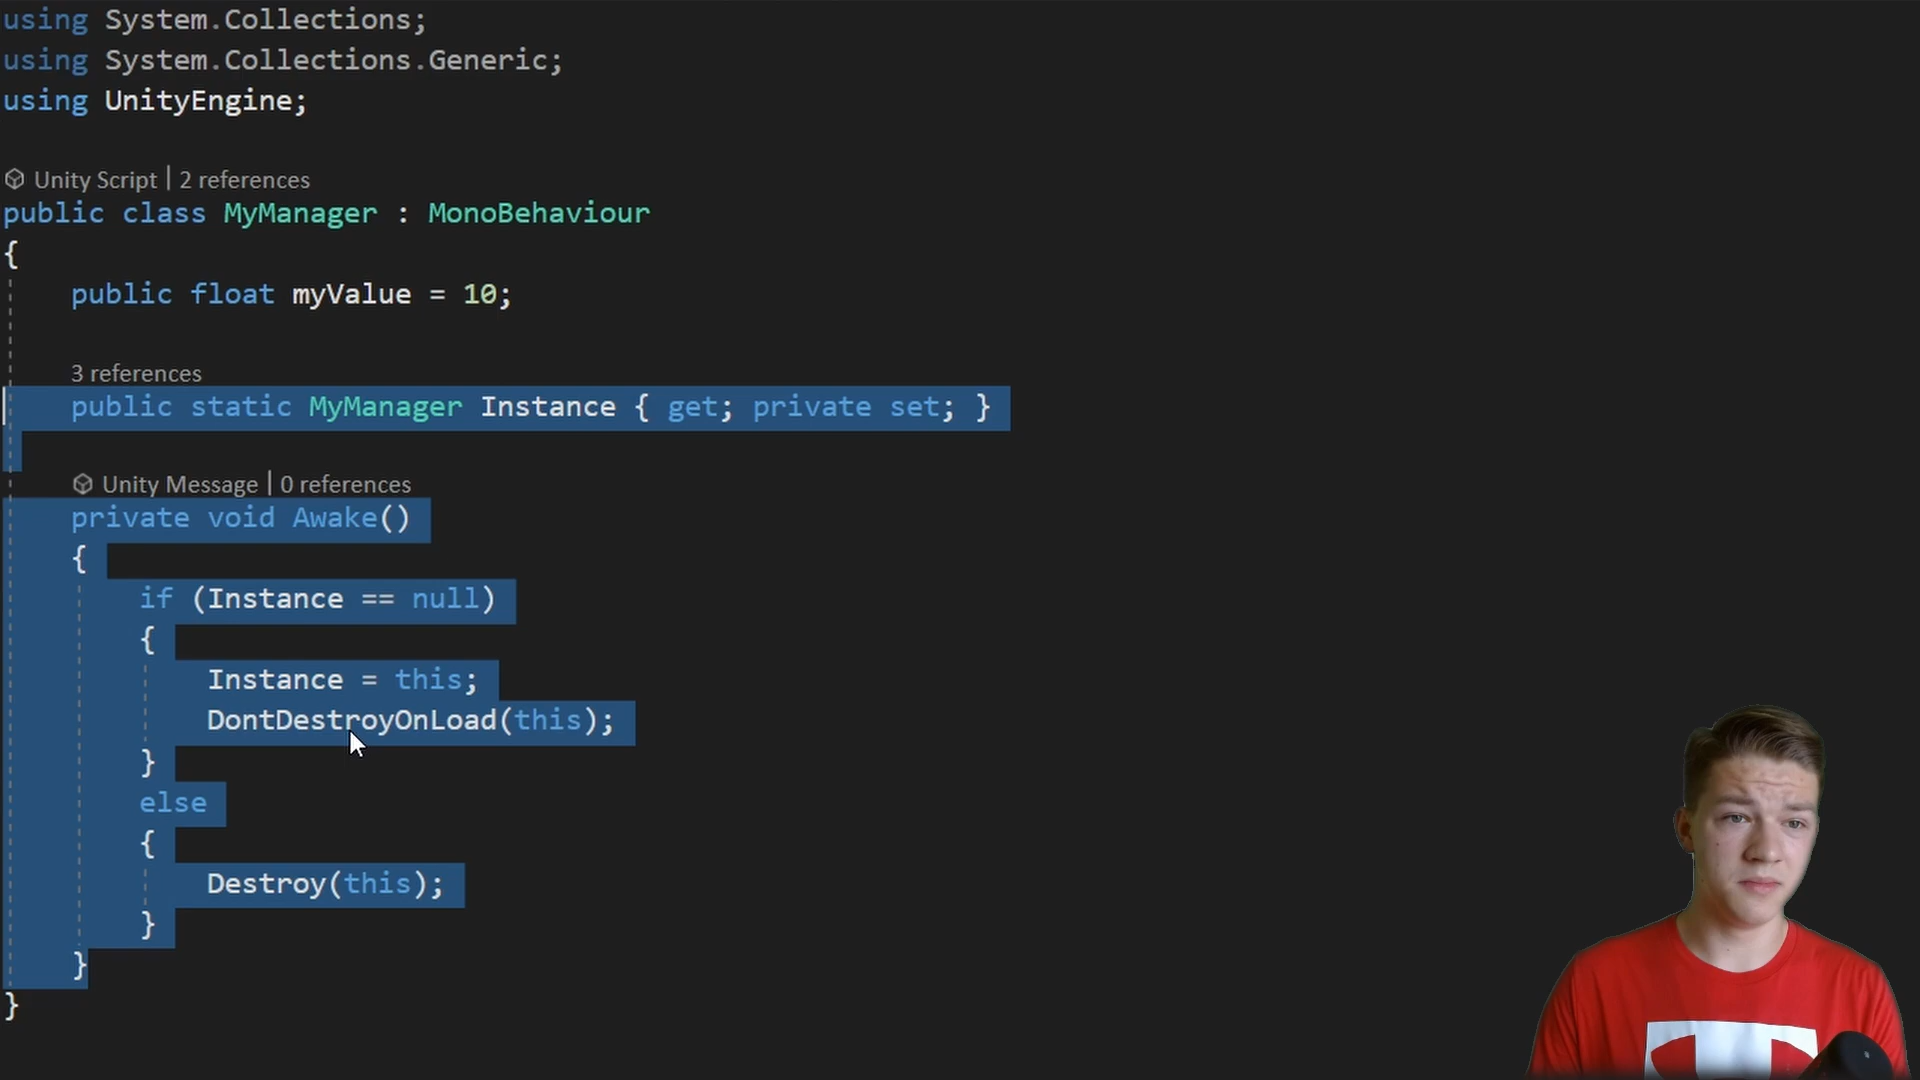 using System.Collections;
using System.Collections.Generic;
using UnityEngine;
Unity Script | 2 references
public class MyManager : MonoBehaviour
{
public float myValue = 10;
3 references
public static MyManager Instance { get; private set; }
Unity Message | 0 references
private void Awake()
{
if (Instance == null)
{
Instance = this;
DontDestroyOnLoad(this);
}
else
{
Destroy(this);
}
}
}